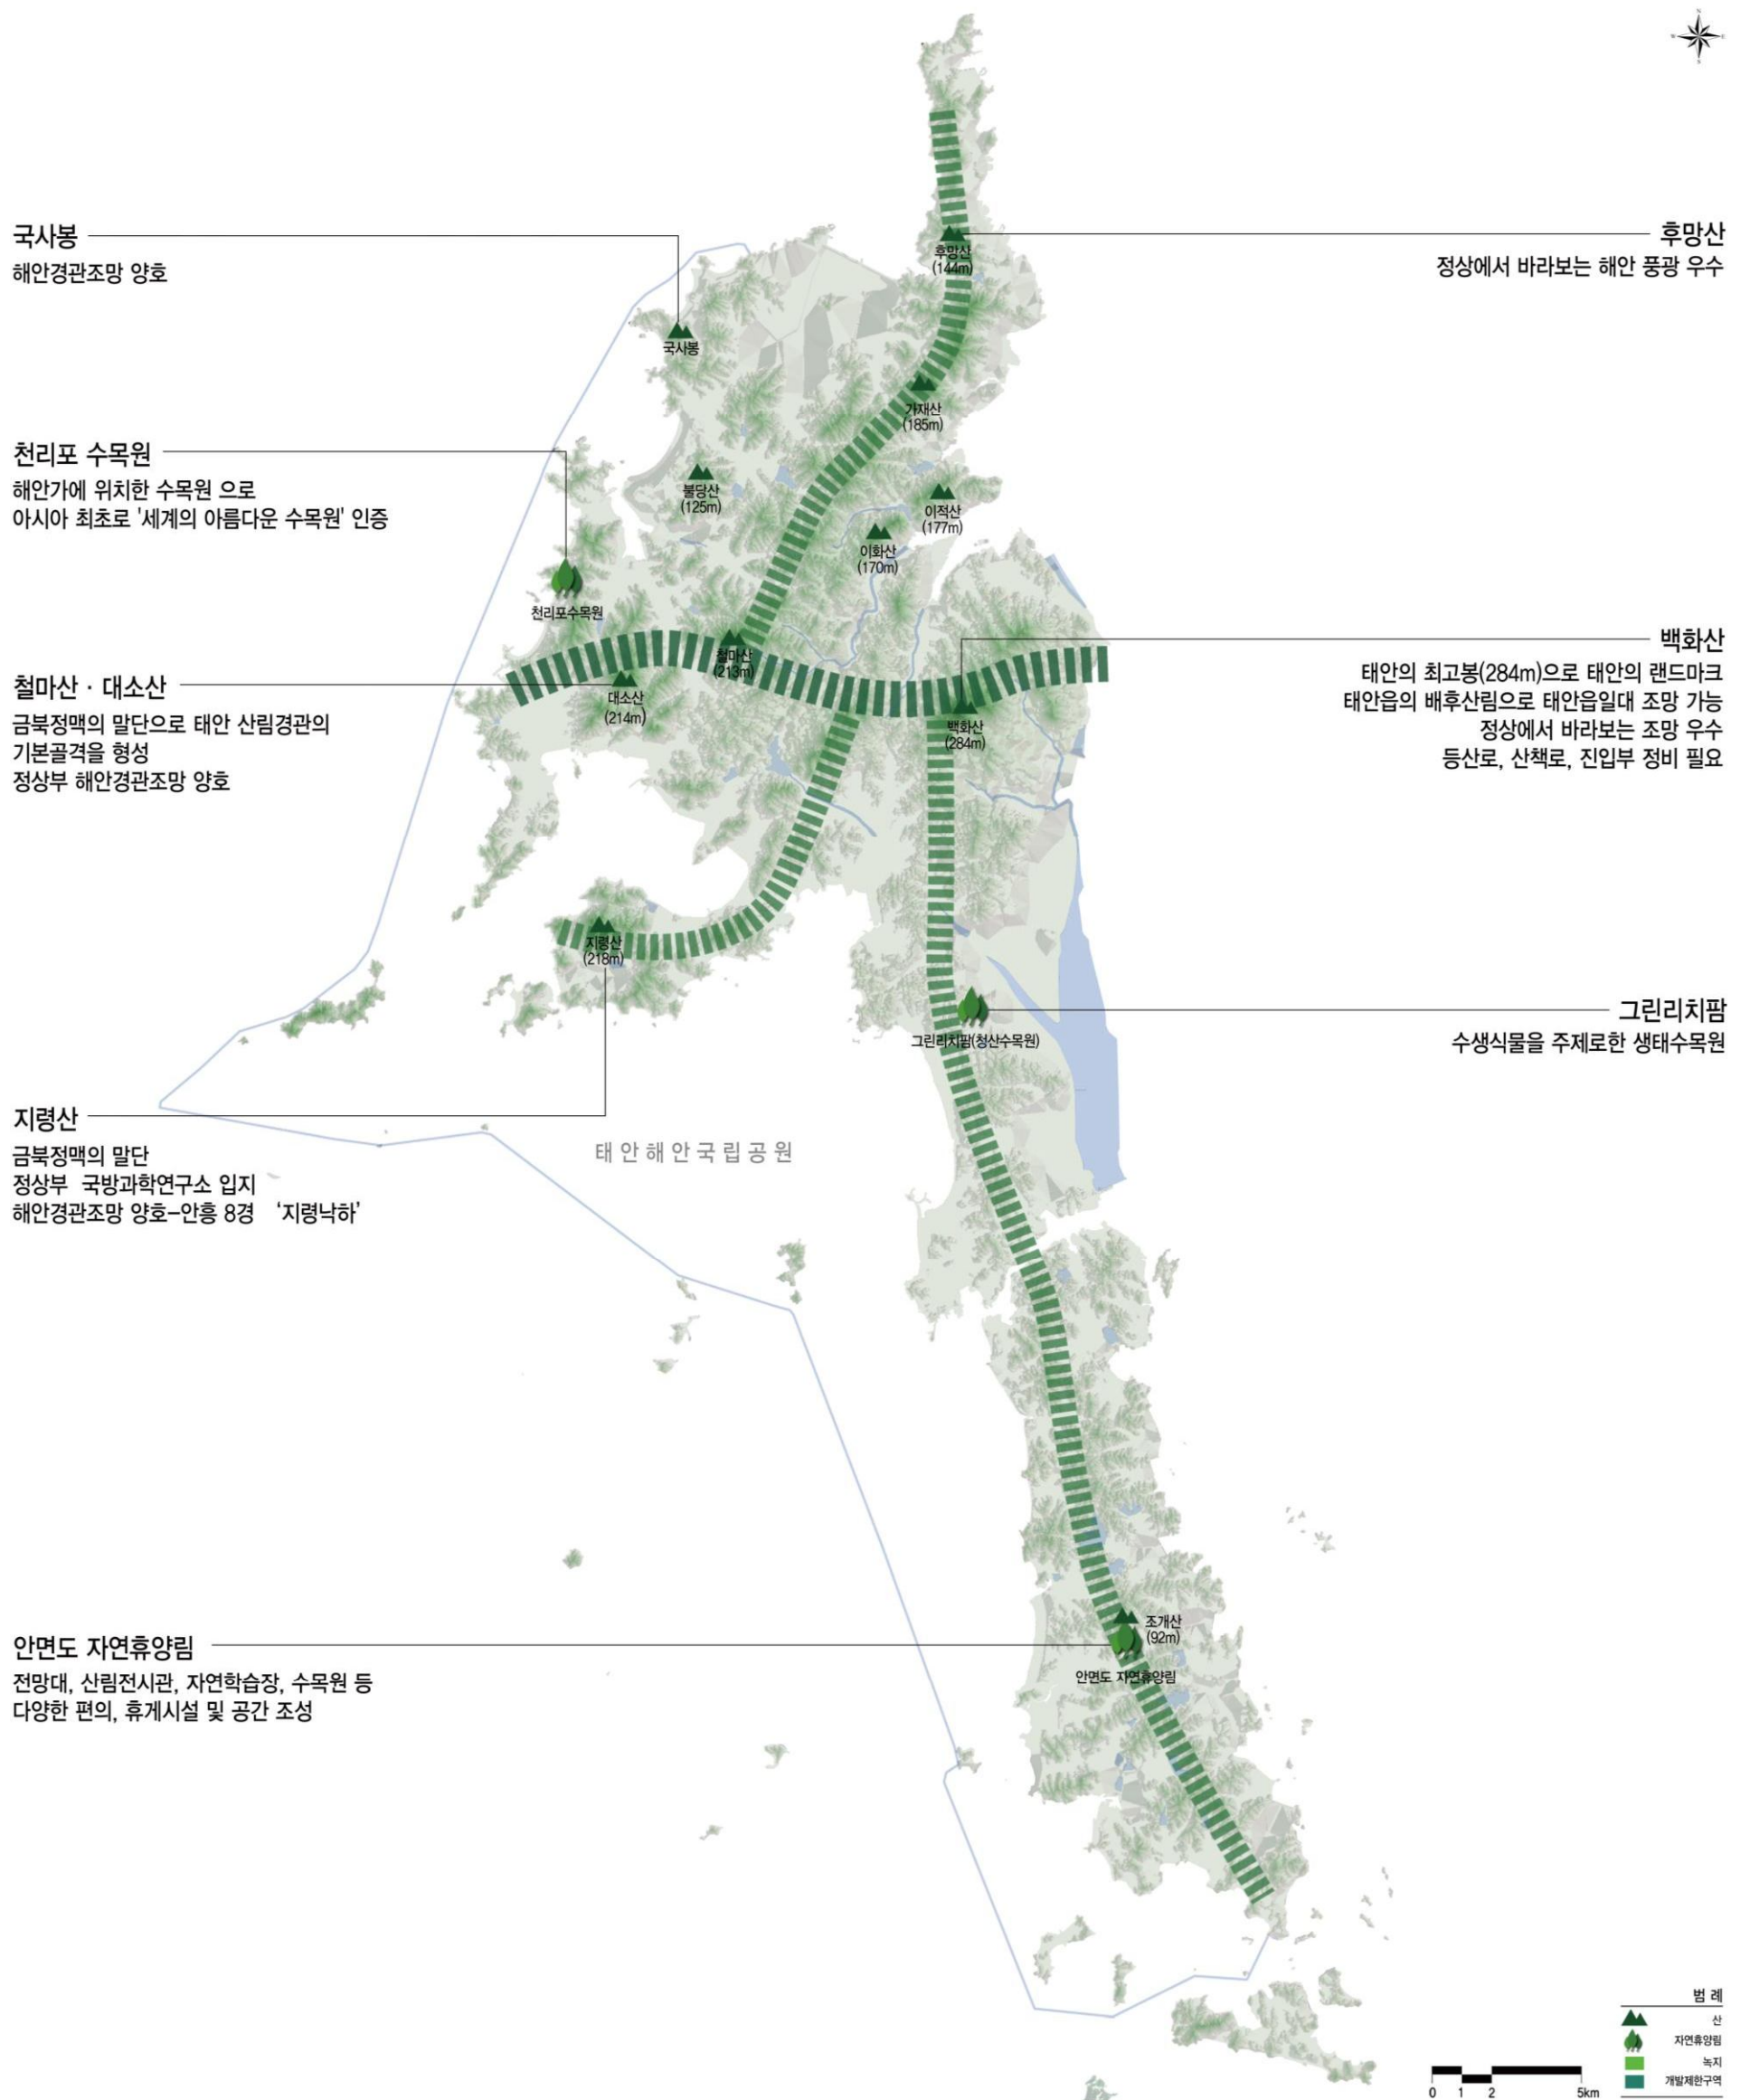 N
W
E
S
국사봉
해안경관조망 양호
후망산
정상에서 바라보는 해안 풍광 우수
후망산
(144m)
국사봉
가재산
(185m)
천리포 수목원
해안가에 위치한 수목원 으로
아시아 최초로 '세계의 아름다운 수목원' 인증
불당산
(125m)
이적산
(177m)
이화산
(170m)
천리포수목원
철마산 · 대소산
금북정맥의 말단으로 태안 산림경관의
기본골격을 형성
정상부 해안경관조망 양호
철마산
(213m)
대소산
(214m)
백화산
(284m)
백화산
태안의 최고봉(284m)으로 태안의 랜드마크
태안읍의 배후산림으로 태안읍일대 조망 가능
정상에서 바라보는 조망 우수
등산로, 산책로, 진입부 정비 필요
지령산
(218m)
그린리치팜(청산수목원)
그린리치팜
수생식물을 주제로한 생태수목원
지령산
금북정맥의 말단
정상부 국방과학연구소 입지
해안경관조망 양호-안흥 8경 ‘지령낙하’
태안해안국립공원
안면도 자연휴양림
전망대, 산림전시관, 자연학습장, 수목원 등
다양한 편의, 휴게시설 및 공간 조성
조개산
(92m)
안면도 자연휴양림
범 례
산
자연휴양림
녹지
개발제한구역
0 1 2 5km